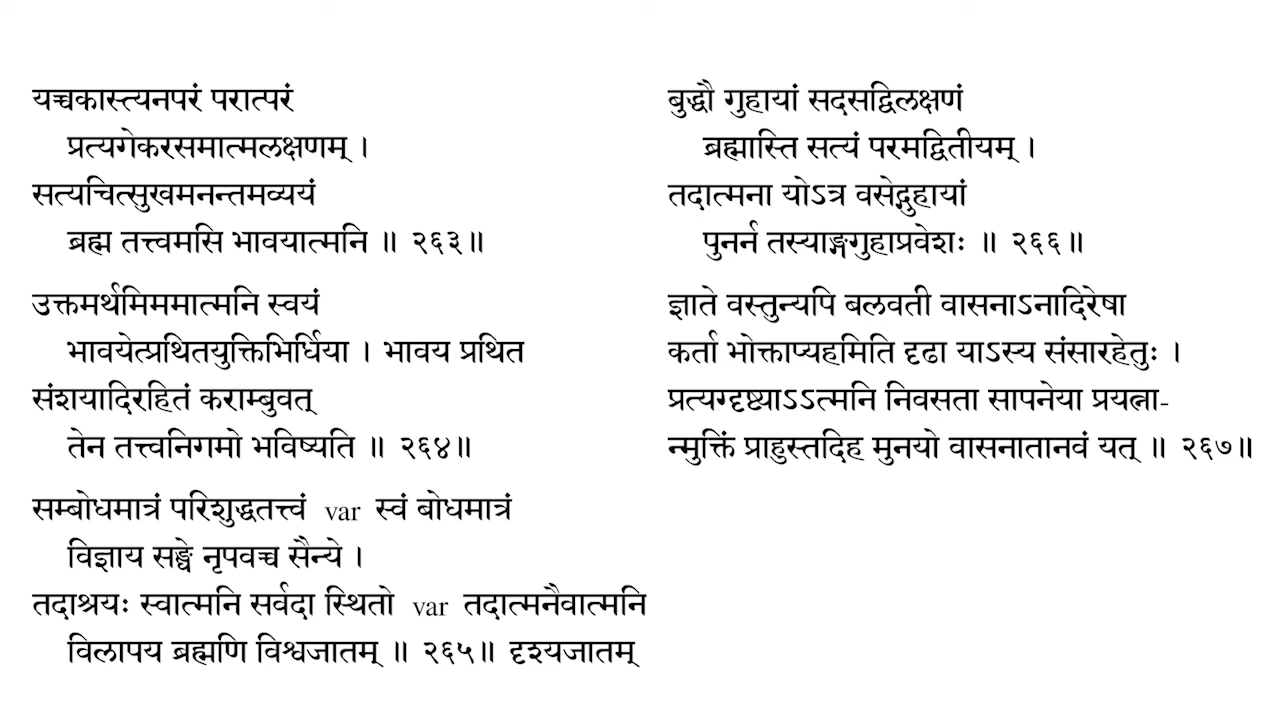 यच्चकास्त्यनपरं परात्परं
प्रत्यगेकरसमात्मलक्षणम् ।
सत्यचित्सुखमनन्तमव्ययं
ब्रह्म तत्त्वमसि भावयात्मनि ॥ २६३॥
उक्तमर्थमिममात्मनि स्वयं
भावयेत्प्रथितयुक्तिभिर्धिया । भावय प्रथित
संशयादिरहितं कराम्बुवत्
तेन तत्त्वनिगमो भविष्यति ॥ २६४॥
सम्बोधमात्रं परिशुद्धतत्त्वं var स्वं बोधमात्रं
विज्ञाय सङ्घे नृपवच्च सैन्ये ।
तदाश्रयः स्वात्मनि सर्वदा स्थितो var तदात्मनैवात्मनि
विलापय ब्रह्मणि विश्वजातम् ॥ २६५॥ दृश्यजातम्
बुद्धौ गुहायां सदसद्विलक्षणं
ब्रह्मास्ति सत्यं परमद्वितीयम् ।
तदात्मना योऽत्र वसेद्गुहायां
पुनर्न तस्याङ्गगुहाप्रवेशः ॥ २६६॥
ज्ञाते वस्तुन्यपि बलवती वासनाऽनादिरेषा
कर्ता भोक्ताप्यहमिति दृढा याऽस्य संसारहेतुः ।
प्रत्यग्दृष्ट्याऽऽत्मनि निवसता सापनेया प्रयत्ना-
न्मुक्तिं प्राहुस्तदिह मुनयो वासनातानवं यत् ॥ २६७॥